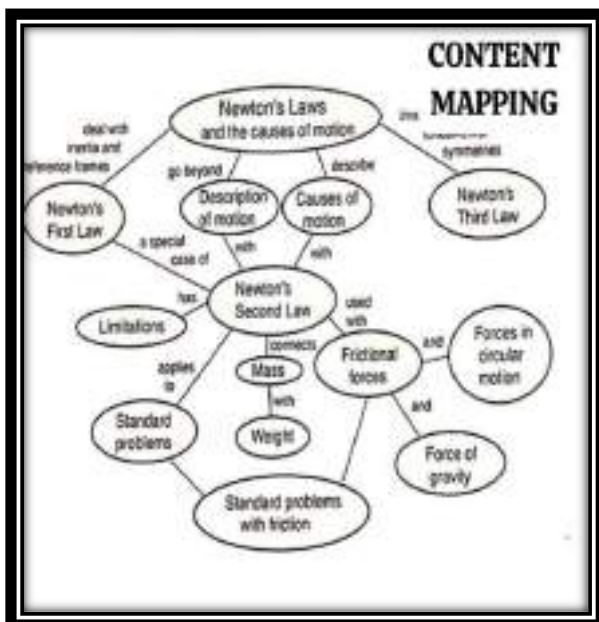 CONTENT
MAPPING
Newton's Laws
and the causes of motion
deal with
inertia and
reference frames
symmetries
go beyond
describe
Newton's
First Law
Description
of motion
Causes of
motion
Newton's
Third Law
a special
case of
with
with
has
Newton's
Second Law
used
with
Limitations
connects
and
Forces in
circular
motion
applies
to
Mass
Frictional
forces
with
and
Standard
problems
Weight
Force of
gravity
Standard problems
with friction